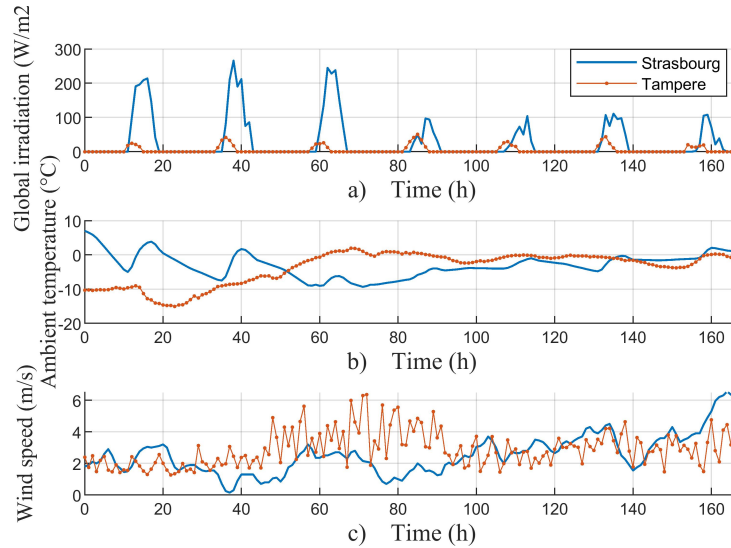 Global irradiation (W/m2
300
200
100
0
Strasbourg
Tampere
0 20 40 60 80 100 120 140 160
a) Time (h)
Ambient temperature (°C)
10
0
-10
-20
0 20 40 60 80 100 120 140 160
b) Time (h)
Wind speed (m/s)
6
4
2
0
0 20 40 60 80 100 120 140 160
c) Time (h)